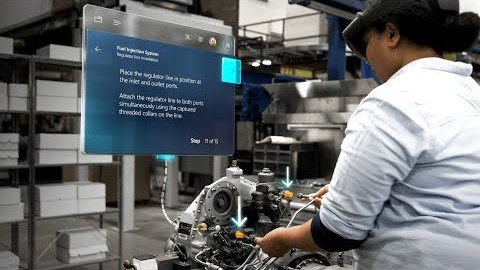 Fuel Injection System
Regulator line installation
Place the regulator line in position at
the inlet and outlet ports.
Attach the regulator line to both ports
simultaneously using the captured
threaded collars on the line.
Step 11 of 15